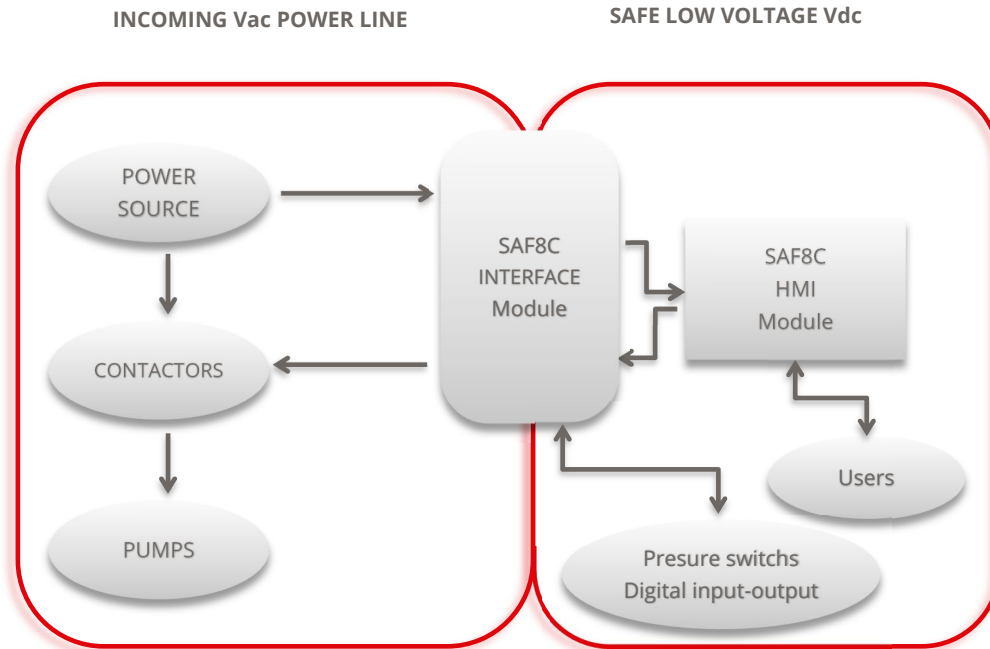 INCOMING Vac POWER LINE
SAFE LOW VOLTAGE Vdc
POWER
SOURCE
SAF8C
INTERFACE
Module
SAF8C
HMI
Module
CONTACTORS
Users
PUMPS
Presure switchs
Digital input-output